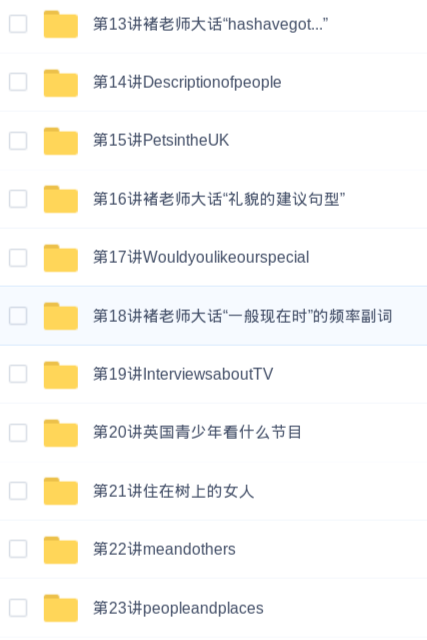 第13讲褚老师大话“hashavegot...”
第14讲Descriptionofpeople
第15讲PetsintheUK
第16讲褚老师大话“礼貌的建议句型”
第17讲Wouldyoulikeourspecial
第18讲褚老师大话“一般现在时”的频率副词
第19讲InterviewsaboutTV
第20讲英国青少年看什么节目
第21讲住在树上的女人
第22讲meandothers
第23讲peopleandplaces